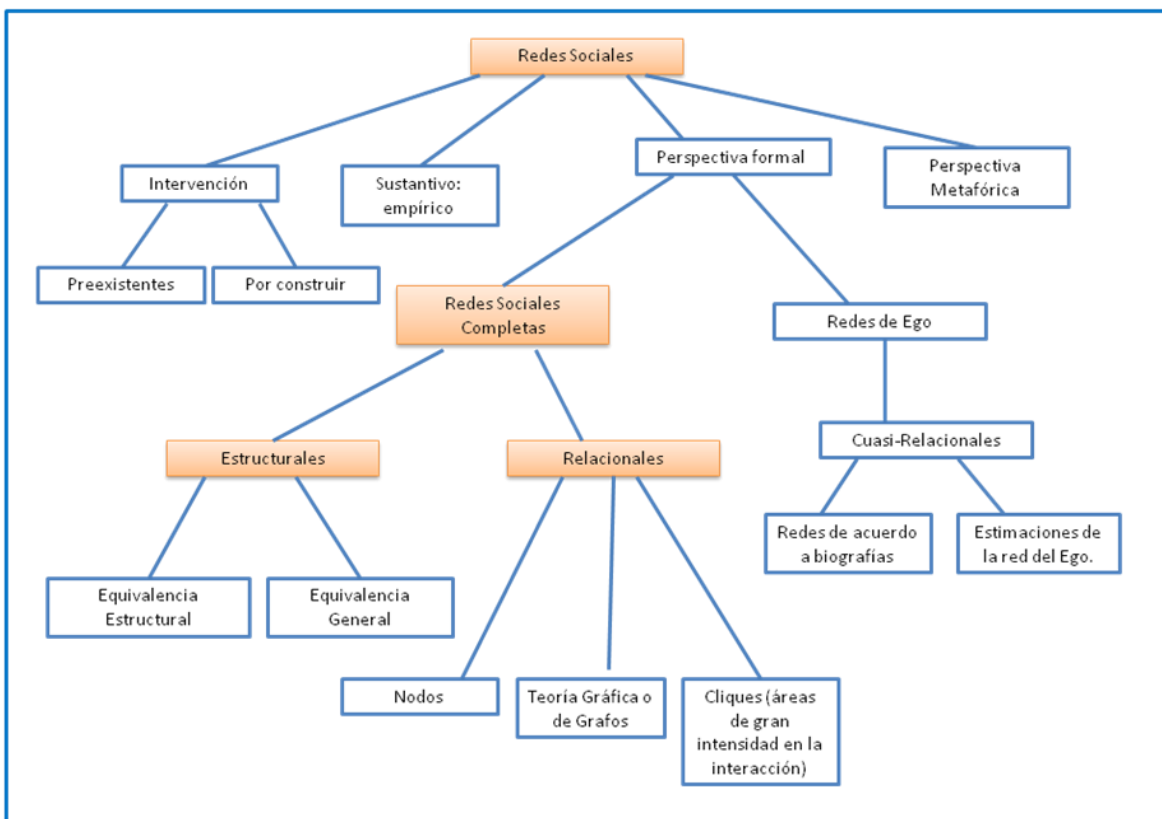 Redes Sociales
Intervención
Sustantivo:
empírico
Perspectiva formal
Perspectiva
Metafórica
Preexistentes
Por construir
Redes Sociales
Completas
Redes de Ego
Estructurales
Relacionales
Cuasi-Relacionales
Redes de acuerdo
a biografías
Estimaciones de
la red del Ego.
Equivalencia
Estructural
Equivalencia
General
Nodos
Teoría Gráfica o
de Grafos
Cliques (áreas
de gran
intensidad en la
interacción)